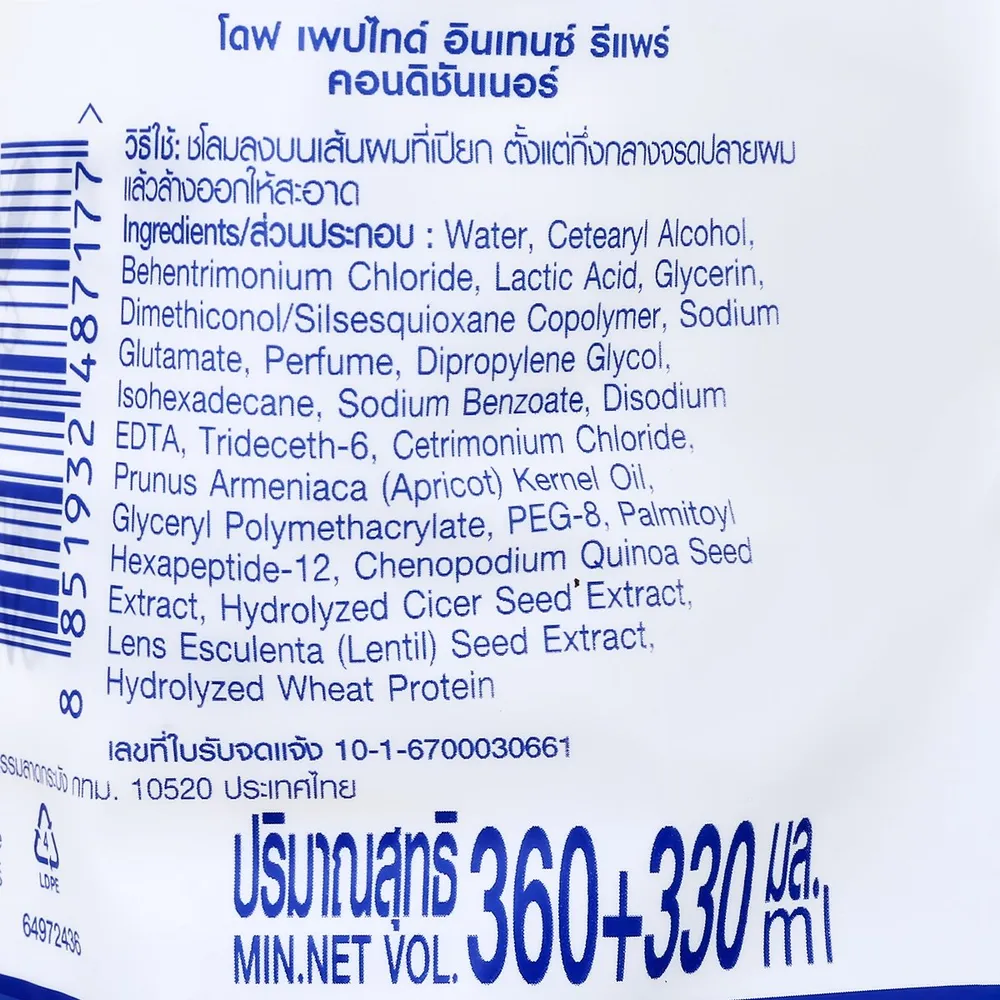 โดฟ เพปไทด์ อินเทนซ์ รีแพร์
คอนดิชันเนอร์
วิธีใช้: ชโลมลงบนเส้นผมที่เปียก ตั้งแต่กึ่งกลางจรดปลายผม
แล้วล้างออกให้สะอาด
Ingredients/ส่วนประกอบ : Water, Cetearyl Alcohol,
Behentrimonium Chloride, Lactic Acid, Glycerin,
Dimethiconol/Silsesquioxane Copolymer, Sodium
Glutamate, Perfume, Dipropylene Glycol,
Isohexadecane, Sodium Benzoate, Disodium
EDTA, Trideceth-6, Cetrimonium Chloride,
Prunus Armeniaca (Apricot) Kernel Oil,
Glyceryl Polymethacrylate, PEG-8, Palmitoyl
Hexapeptide-12, Chenopodium Quinoa Seed
Extract, Hydrolyzed Cicer Seed Extract,
Lens Esculenta (Lentil) Seed Extract,
Hydrolyzed Wheat Protein
8 851932 487177 >
เลขที่ใบรับจดแจ้ง 10-1-6700030661
กทม. 10520 ประเทศไทย
4
LDPE
64972436
ปริมาณสุทธิ 360+330 มล.
MIN.NET VOL. ml